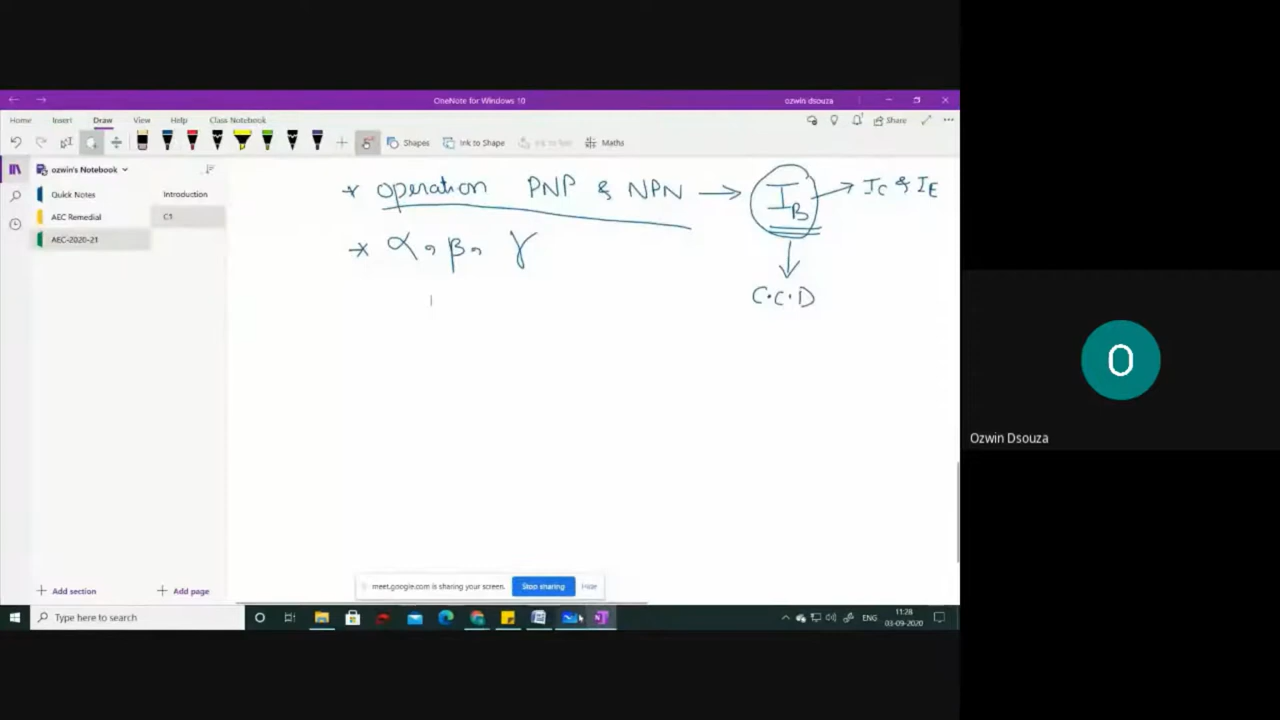 OneNote for Windows 10
ozwin dsouza
Home Insert Draw View Help Class Notebook
Share
Shapes Ink to Shape Ink to Text Maths
ozwin's Notebook
Quick Notes
AEC Remedial
AEC-2020-21
Introduction
C1
* operation PNP & NPN → I_B → I_C & I_E
* α, β, γ
C.C.D
O
Ozwin Dsouza
meet.google.com is sharing your screen. Stop sharing Hide
+ Add section + Add page
Type here to search
ENG
11:28
03-09-2020